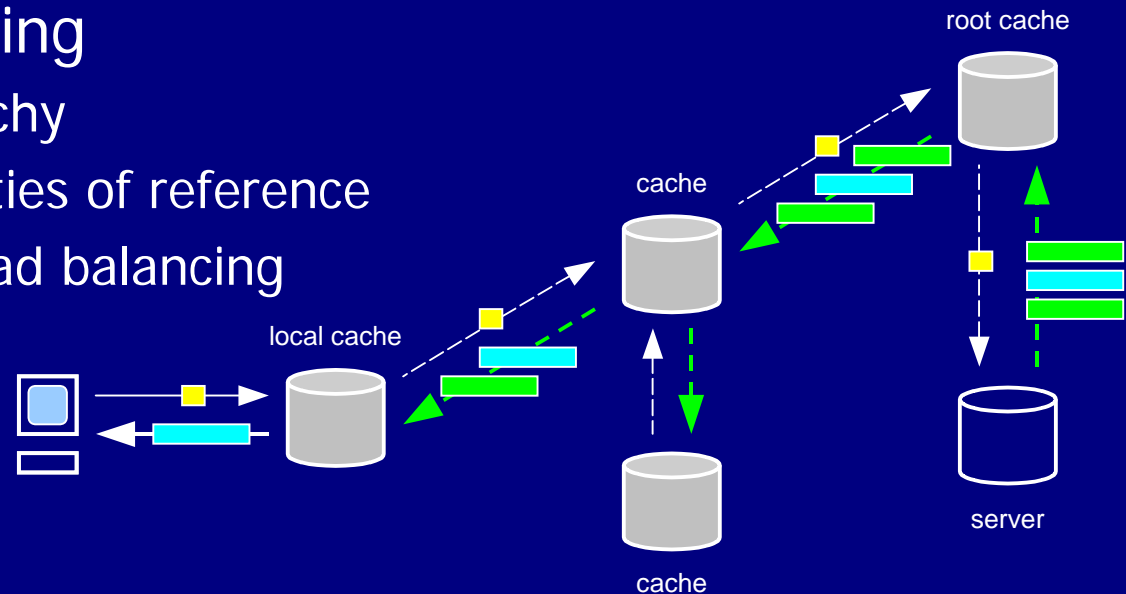 ing
chy
ties of reference
ad balancing
root cache
cache
local cache
server
cache